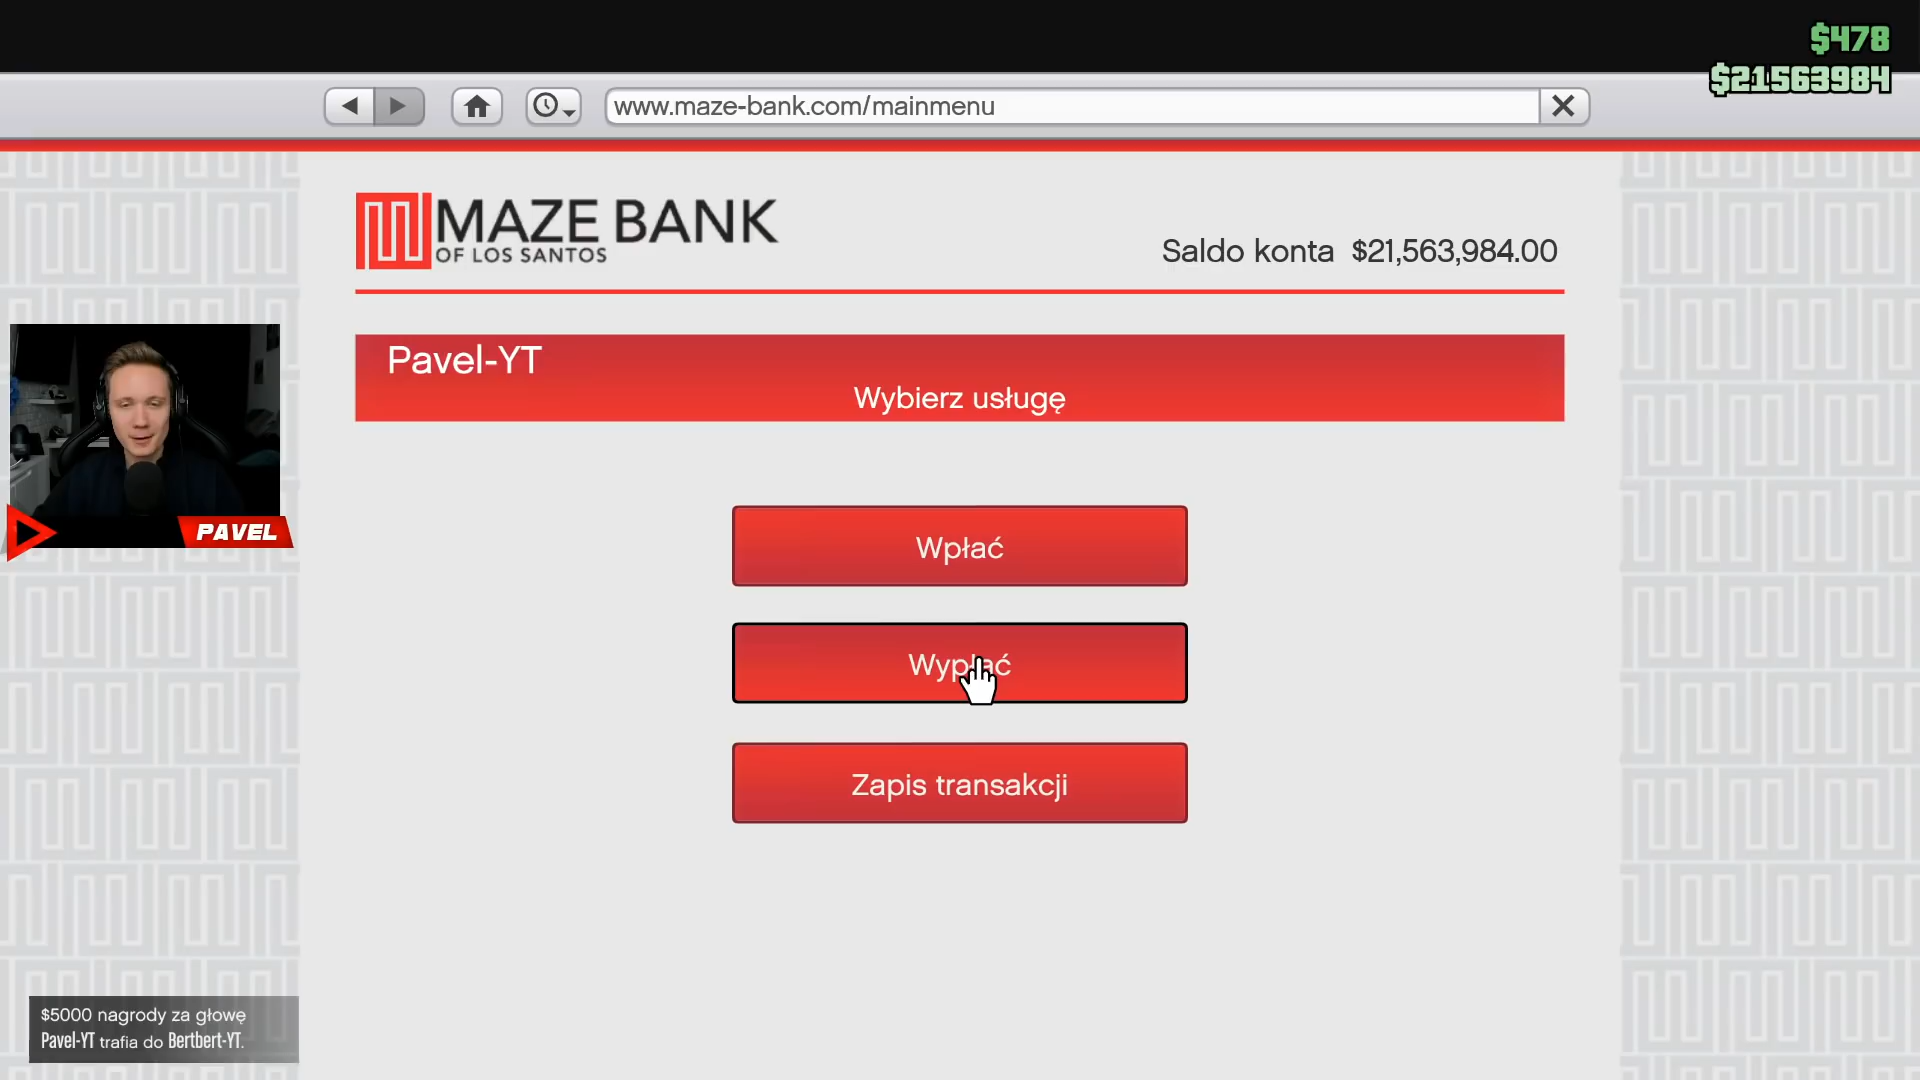 $478
$21563984
www.maze-bank.com/mainmenu
MAZE BANK
OF LOS SANTOS
Saldo konta $21,563,984.00
Pavel-YT
Wybierz usługę
PAVEL
Wpłać
Wypłać
Zapis transakcji
$5000 nagrody za głowę
Pavel-YT trafia do Bertbert-YT.